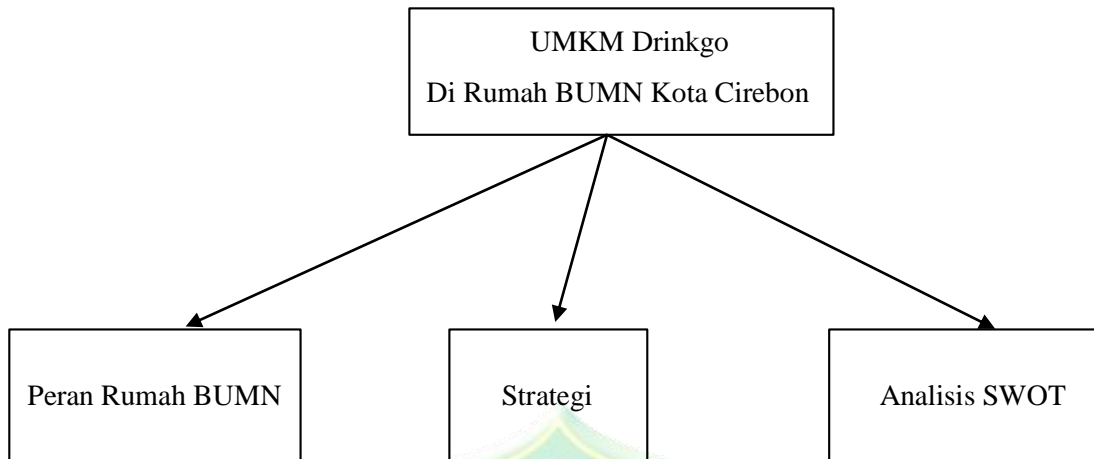 UMKM Drinkgo
Di Rumah BUMN Kota Cirebon
Peran Rumah BUMN
Strategi
Analisis SWOT